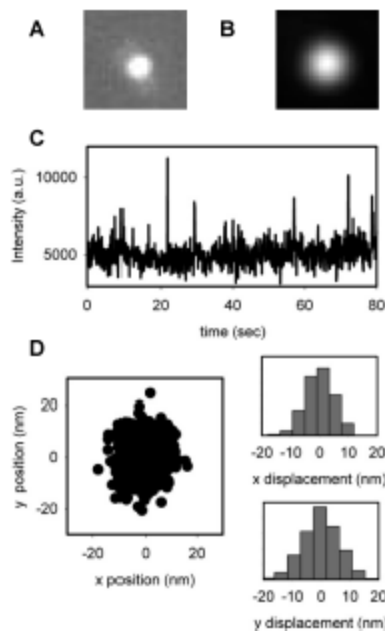 A
B
C
Intensity (a.u.)
10000
5000
0 20 40 60 80
time (sec)
D
y position (nm)
20
0
-20
-20 0 20
x position (nm)
-20 -10 0 10 20
x displacement (nm)
-20 -10 0 10 20
y displacement (nm)